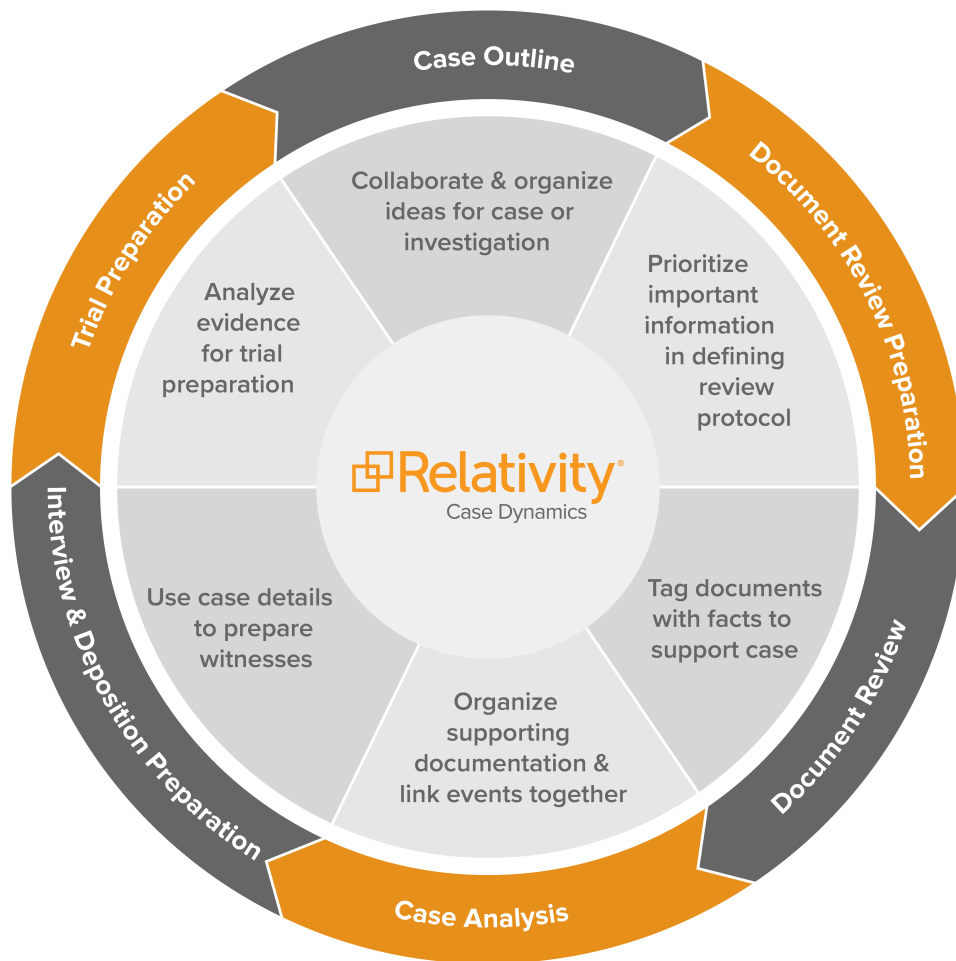 Case Outline
Document Review Preparation
Document Review
Case Analysis
Interview & Deposition Preparation
Trial Preparation
Collaborate & organize
ideas for case or
investigation
Prioritize
important
information
in defining
review
protocol
Tag documents
with facts to
support case
Organize
supporting
documentation &
link events together
Use case details
to prepare
witnesses
Analyze
evidence
for trial
preparation
Relativity®
Case Dynamics